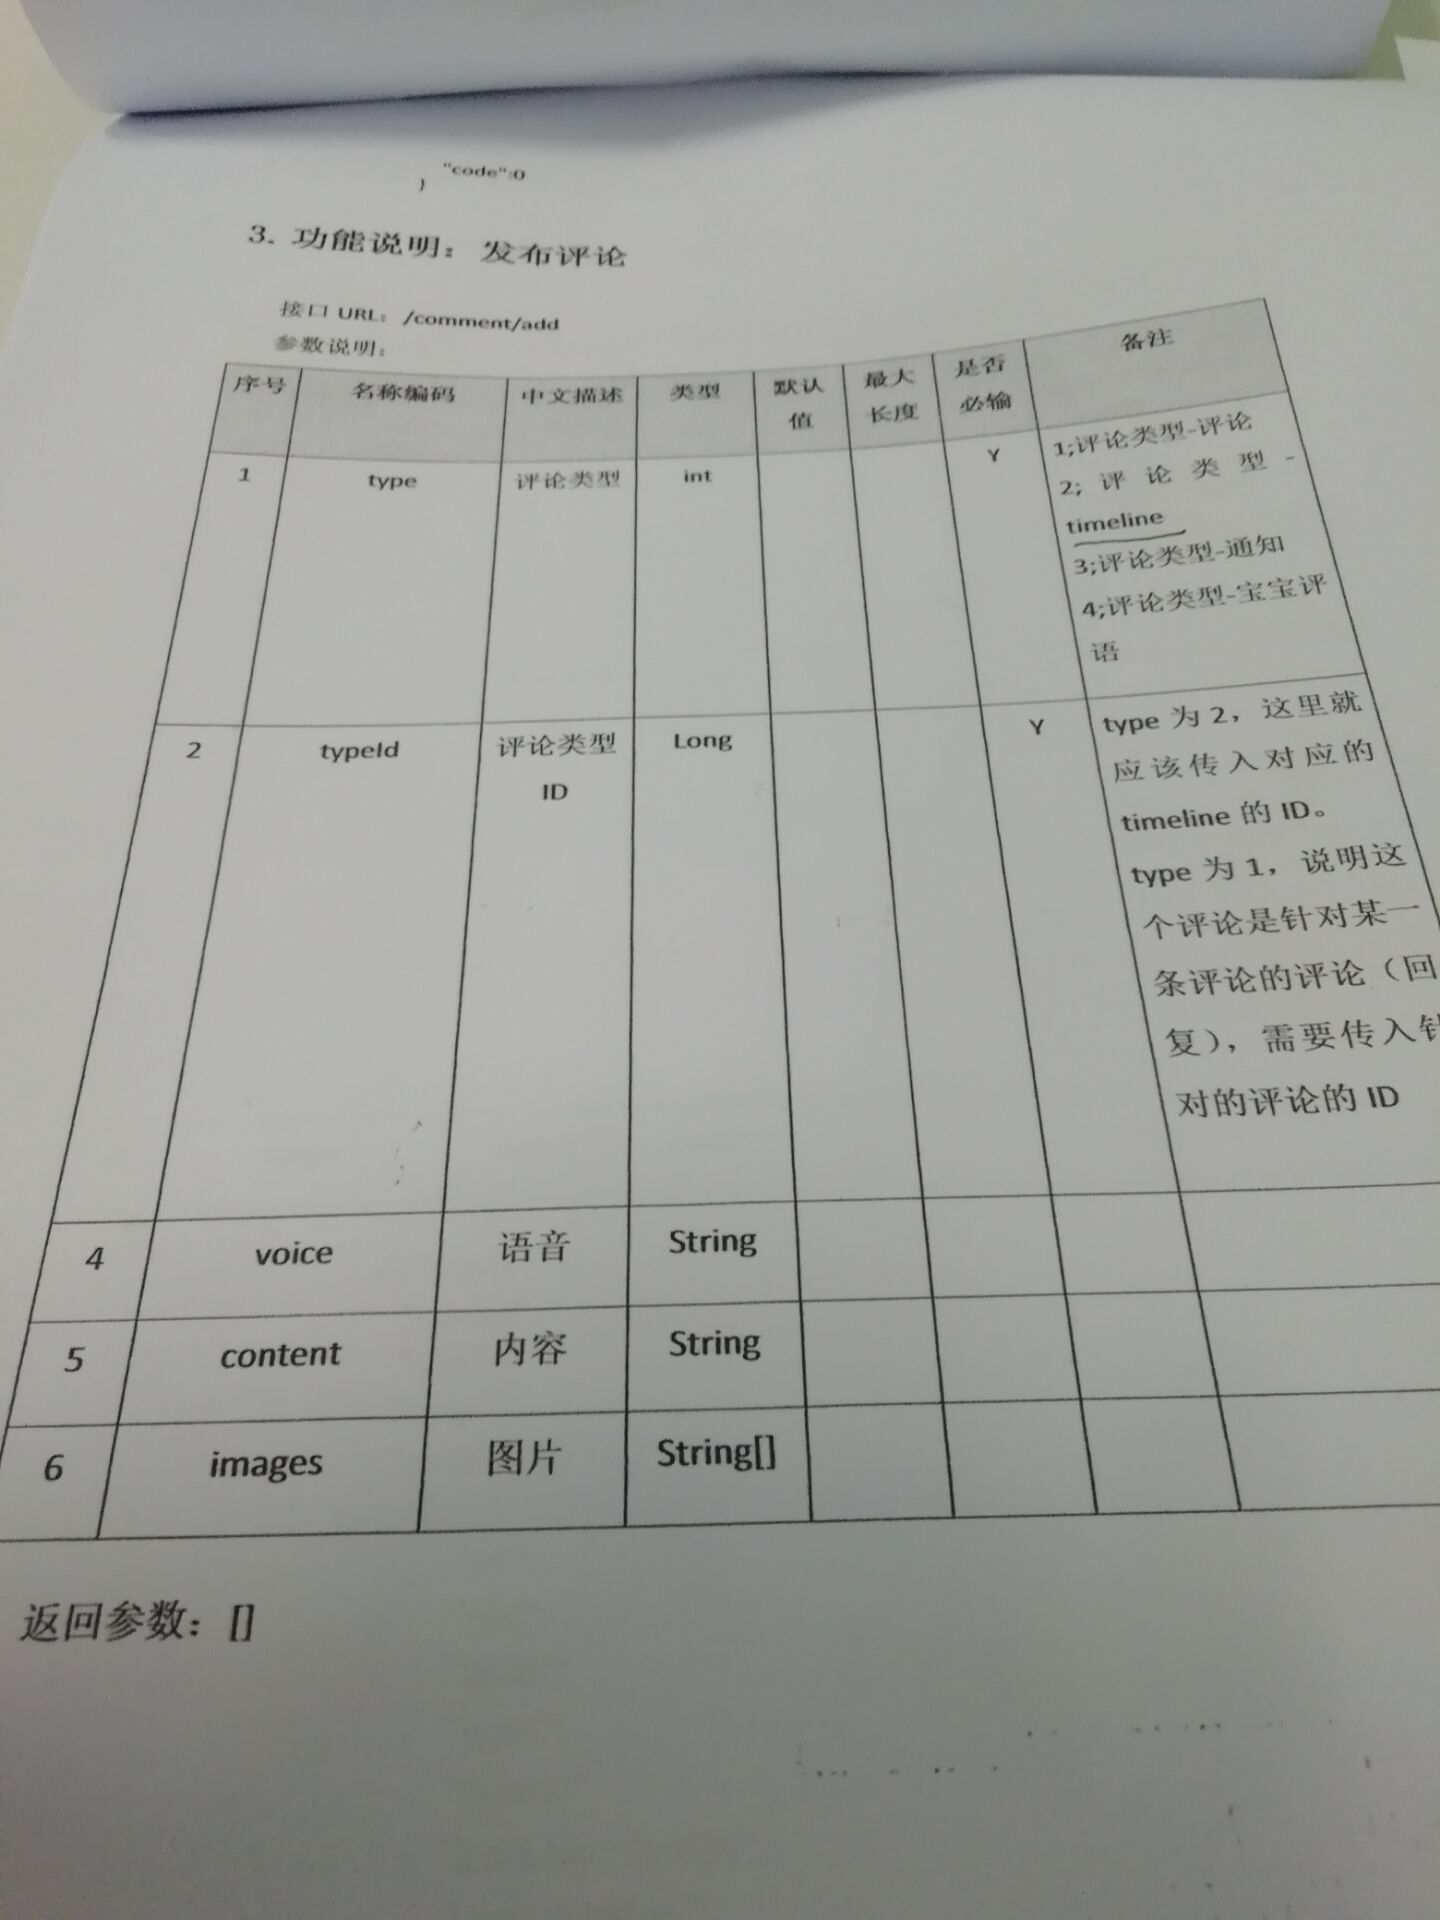 "code":0
}
3. 功能说明：发布评论
接口 URL：/comment/add
参数说明：
序号 名称编码 中文描述 类型 默认值 最大长度 是否必输 备注
1 type 评论类型 int Y 1;评论类型-评论
2;评论类型-
timeline
3;评论类型-通知
4;评论类型-宝宝评
语
2 typeId 评论类型 ID Long Y type 为 2，这里就
应该传入对应的
timeline 的 ID。
type 为 1，说明这
个评论是针对某一
条评论的评论（回
复），需要传入针
对的评论的 ID
4 voice 语音 String
5 content 内容 String
6 images 图片 String[]
返回参数：[]